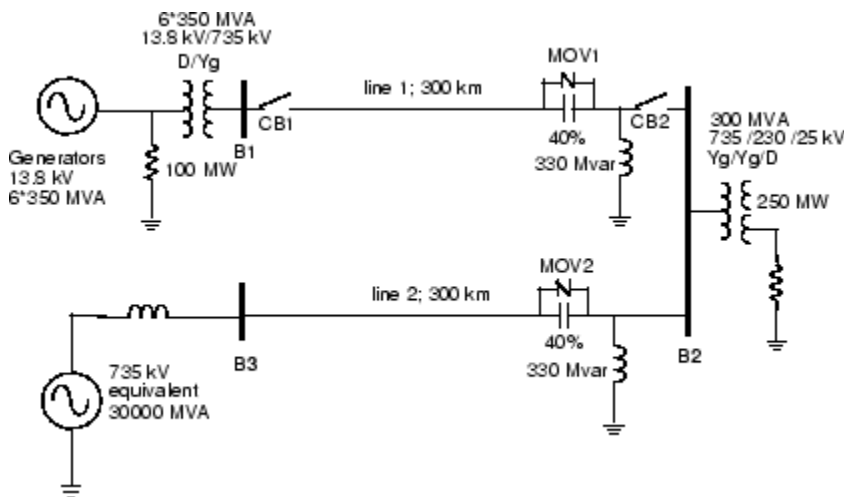 6*350 MVA
13.8 kV/735 kV
D/Yg
MOV1
line 1; 300 km
CB1
CB2
B1
40%
300 MVA
735 /230 /25 kV
Yg/Yg/D
Generators
13.8 kV
6*350 MVA
100 MW
330 Mvar
250 MW
MOV2
line 2; 300 km
B3
40%
B2
330 Mvar
735 kV
equivalent
30000 MVA